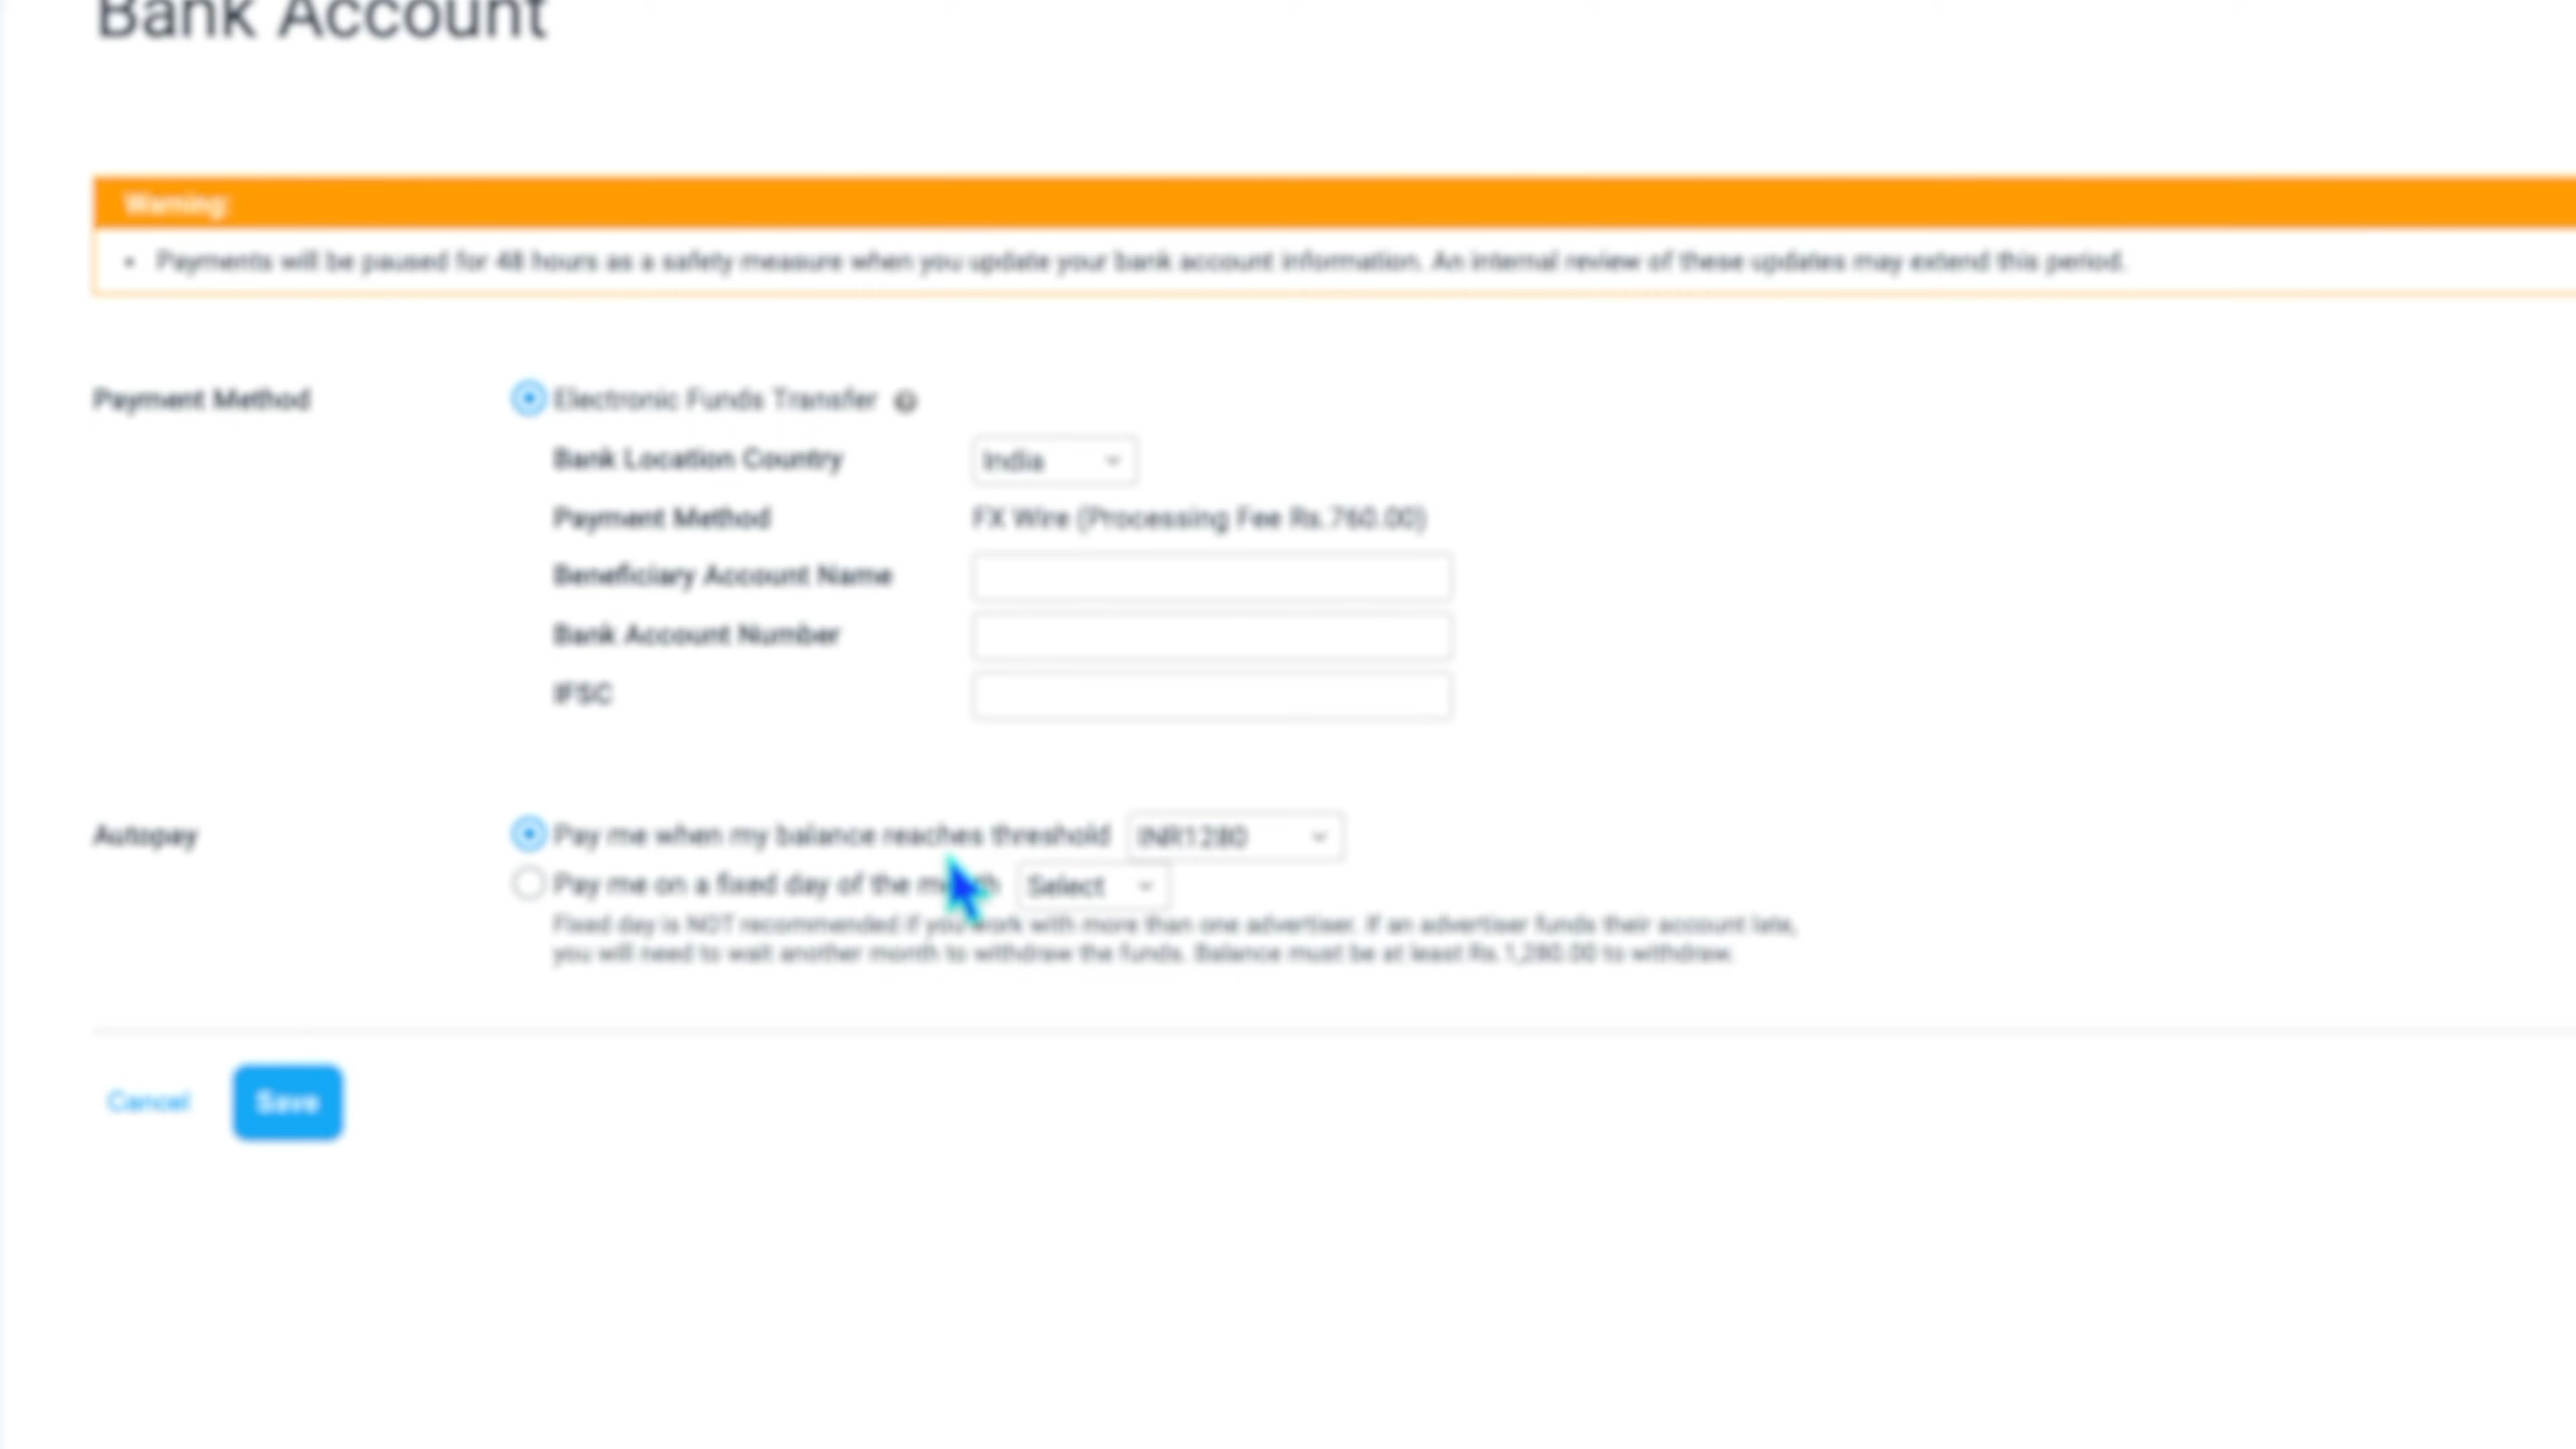 Bank Account
Warning:
• Payments will be paused for 48 hours as a safety measure when you update your bank account information. An internal review of these updates may extend this period.
Payment Method
Electronic Funds Transfer
Bank Location Country India
Payment Method FX Wire (Processing Fee Rs.760.00)
Beneficiary Account Name
Bank Account Number
IFSC
Autopay
Pay me when my balance reaches threshold INR1280
Pay me on a fixed day of the month Select
Fixed day is NOT recommended if you work with more than one advertiser. If an advertiser funds their account late,
you will need to wait another month to withdraw the funds. Balance must be at least Rs.1,280.00 to withdraw.
Cancel Save